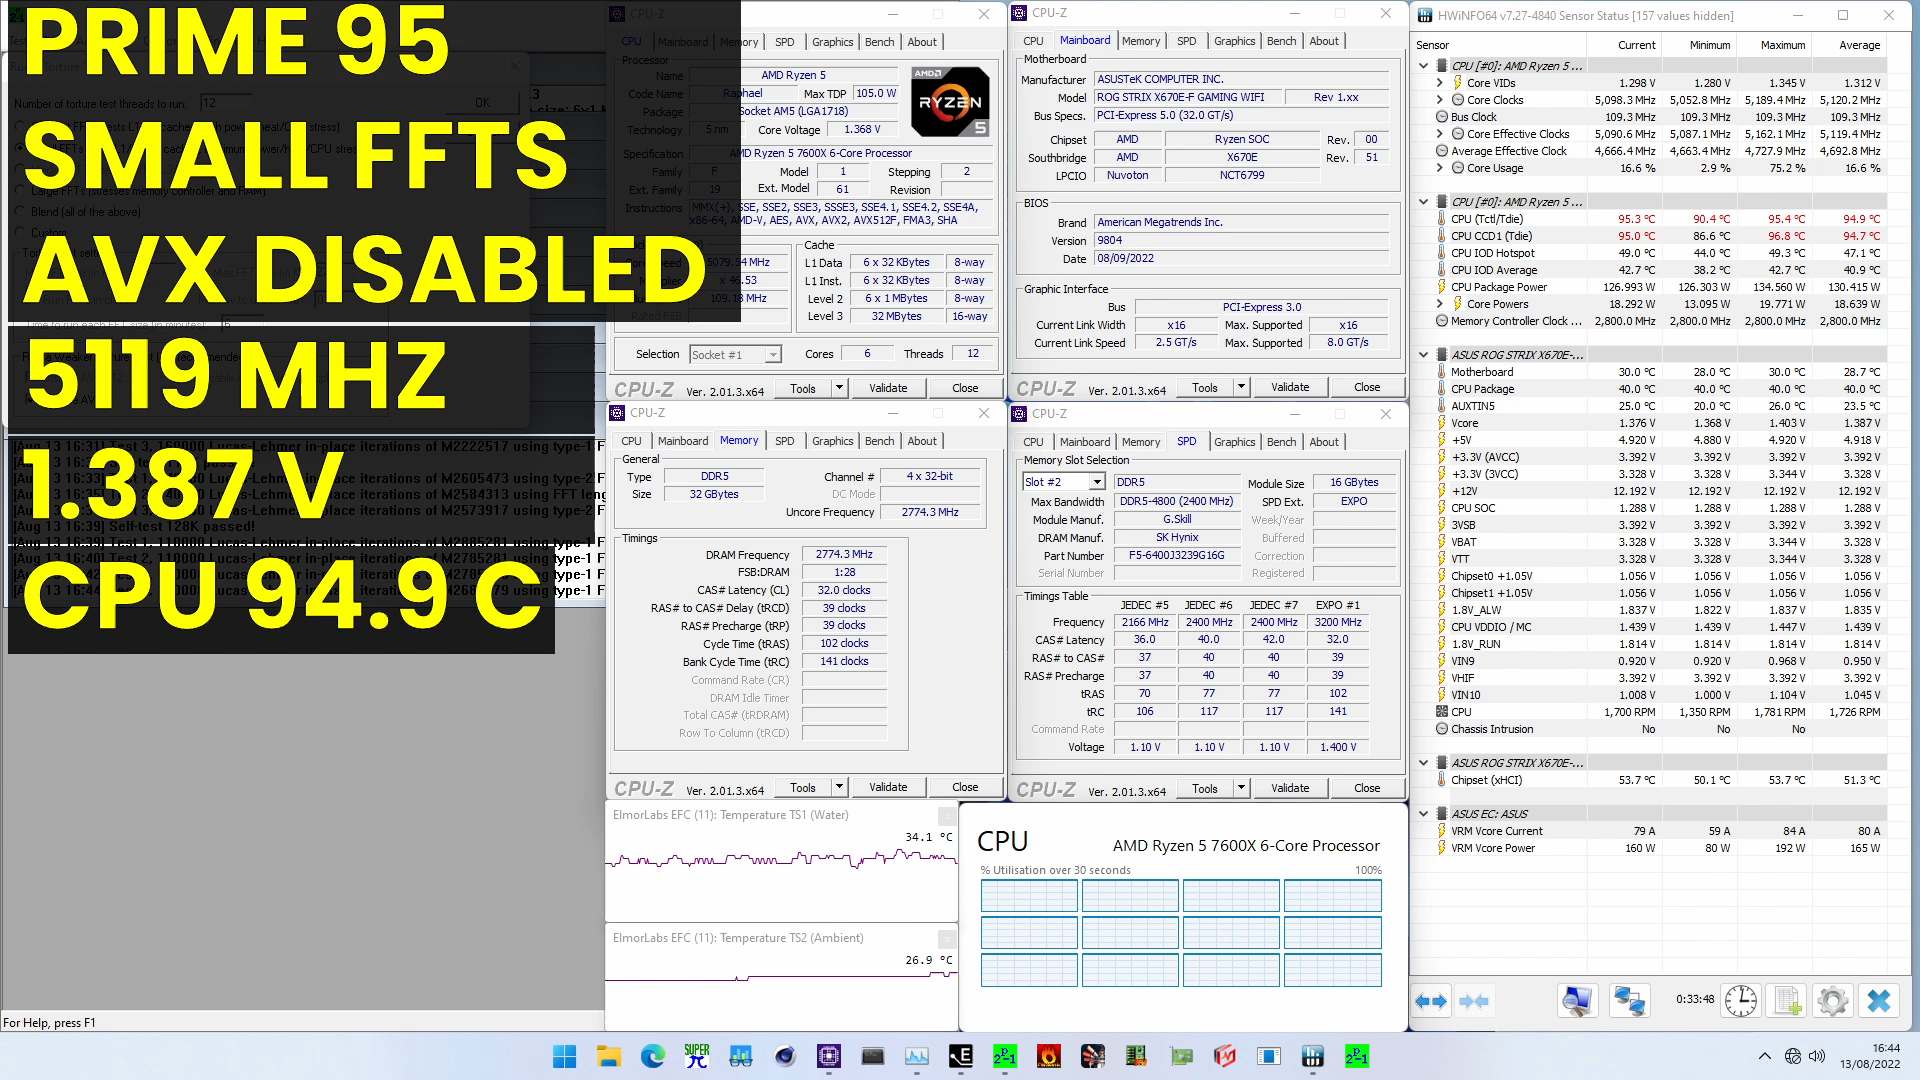 PRIME 95
SMALL FFTS
AVX DISABLED
5119 MHZ
1.387 V
CPU 94.9 C
Number of torture test threads to run: 12
OK
Blend (all of the above)
Custom
[Aug 13 16:39] Self-test 128K passed!
For Help, press F1
CPU-Z
CPU Mainboard Memory SPD Graphics Bench About
Processor
Name AMD Ryzen 5
Code Name Raphael Max TDP 105.0 W
Package Socket AM5 (LGA1718)
Technology 5 nm Core Voltage 1.368 V
Specification AMD Ryzen 5 7600X 6-Core Processor
Family F Model 1 Stepping 2
Ext. Family 19 Ext. Model 61 Revision
Instructions MMX(+), SSE, SSE2, SSE3, SSSE3, SSE4.1, SSE4.2, SSE4A,
x86-64, AMD-V, AES, AVX, AVX2, AVX512F, FMA3, SHA
AMD
RYZEN
5
x 46.53
Cache
L1 Data 6 x 32 KBytes 8-way
L1 Inst. 6 x 32 KBytes 8-way
Level 2 6 x 1 MBytes 8-way
Level 3 32 MBytes 16-way
Selection Socket #1 Cores 6 Threads 12
CPU-Z Ver. 2.01.3.x64 Tools Validate Close
CPU-Z
CPU Mainboard Memory SPD Graphics Bench About
Motherboard
Manufacturer ASUSTeK COMPUTER INC.
Model ROG STRIX X670E-F GAMING WIFI Rev 1.xx
Bus Specs. PCI-Express 5.0 (32.0 GT/s)
Chipset AMD Ryzen SOC Rev. 00
Southbridge AMD X670E Rev. 51
LPCIO Nuvoton NCT6799
BIOS
Brand American Megatrends Inc.
Version 9804
Date 08/09/2022
Graphic Interface
Bus PCI-Express 3.0
Current Link Width x16 Max. Supported x16
Current Link Speed 2.5 GT/s Max. Supported 8.0 GT/s
CPU-Z Ver. 2.01.3.x64 Tools Validate Close
CPU-Z
CPU Mainboard Memory SPD Graphics Bench About
General
Type DDR5 Channel # 4 x 32-bit
Size 32 GBytes DC Mode
Uncore Frequency 2774.3 MHz
Timings
DRAM Frequency 2774.3 MHz
FSB:DRAM 1:28
CAS# Latency (CL) 32.0 clocks
RAS# to CAS# Delay (tRCD) 39 clocks
RAS# Precharge (tRP) 39 clocks
Cycle Time (tRAS) 102 clocks
Bank Cycle Time (tRC) 141 clocks
Command Rate (CR)
DRAM Idle Timer
Total CAS# (tRDRAM)
Row To Column (tRCD)
CPU-Z Ver. 2.01.3.x64 Tools Validate Close
CPU-Z
CPU Mainboard Memory SPD Graphics Bench About
Memory Slot Selection
Slot #2 DDR5 Module Size 16 GBytes
Max Bandwidth DDR5-4800 (2400 MHz) SPD Ext. EXPO
Module Manuf. G.Skill Week/Year
DRAM Manuf. SK Hynix Buffered
Part Number F5-6400J3239G16G Correction
Serial Number Registered
Timings Table
JEDEC #5 JEDEC #6 JEDEC #7 EXPO #1
Frequency 2166 MHz 2400 MHz 2400 MHz 3200 MHz
CAS# Latency 36.0 40.0 42.0 32.0
RAS# to CAS# 37 40 40 39
RAS# Precharge 37 40 40 39
tRAS 70 77 77 102
tRC 106 117 117 141
Command Rate
Voltage 1.10 V 1.10 V 1.10 V 1.400 V
CPU-Z Ver. 2.01.3.x64 Tools Validate Close
ElmorLabs EFC (11): Temperature TS1 (Water)
34.1 °C
ElmorLabs EFC (11): Temperature TS2 (Ambient)
26.9 °C
CPU AMD Ryzen 5 7600X 6-Core Processor
% Utilisation over 30 seconds 100%
HWiNFO64 v7.27-4840 Sensor Status [157 values hidden]
Sensor Current Minimum Maximum Average
CPU [#0]: AMD Ryzen 5 ...
Core VIDs 1.298 V 1.280 V 1.345 V 1.312 V
Core Clocks 5,098.3 MHz 5,052.8 MHz 5,189.4 MHz 5,120.2 MHz
Bus Clock 109.3 MHz 109.3 MHz 109.3 MHz 109.3 MHz
Core Effective Clocks 5,090.6 MHz 5,087.1 MHz 5,162.1 MHz 5,119.4 MHz
Average Effective Clock 4,666.4 MHz 4,663.4 MHz 4,727.9 MHz 4,692.8 MHz
Core Usage 16.6 % 2.9 % 75.2 % 16.6 %
CPU [#0]: AMD Ryzen 5 ...
CPU (Tctl/Tdie) 95.3 °C 90.4 °C 95.4 °C 94.9 °C
CPU CCD1 (Tdie) 95.0 °C 86.6 °C 96.8 °C 94.7 °C
CPU IOD Hotspot 49.0 °C 44.0 °C 49.3 °C 47.1 °C
CPU IOD Average 42.7 °C 38.2 °C 42.7 °C 40.9 °C
CPU Package Power 126.993 W 126.303 W 134.560 W 130.415 W
Core Powers 18.292 W 13.095 W 19.771 W 18.639 W
Memory Controller Clock ... 2,800.0 MHz 2,800.0 MHz 2,800.0 MHz 2,800.0 MHz
ASUS ROG STRIX X670E-...
Motherboard 30.0 °C 28.0 °C 30.0 °C 28.7 °C
CPU Package 40.0 °C 40.0 °C 40.0 °C 40.0 °C
AUXTIN5 25.0 °C 20.0 °C 26.0 °C 23.5 °C
Vcore 1.376 V 1.368 V 1.403 V 1.387 V
+5V 4.920 V 4.880 V 4.920 V 4.918 V
+3.3V (AVCC) 3.328 V 3.328 V 3.328 V 3.328 V
+3.3V (3VCC) 3.328 V 3.328 V 3.344 V 3.328 V
+12V 12.192 V 12.192 V 12.192 V 12.192 V
CPU SOC 1.288 V 1.288 V 1.288 V 1.288 V
3VSB 3.392 V 3.392 V 3.392 V 3.392 V
VBAT 3.328 V 3.328 V 3.344 V 3.328 V
VTT 3.328 V 3.328 V 3.344 V 3.328 V
Chipset0 +1.05V 1.056 V 1.056 V 1.056 V 1.056 V
Chipset1 +1.05V 1.056 V 1.056 V 1.056 V 1.056 V
1.8V_ALW 1.837 V 1.822 V 1.837 V 1.835 V
CPU VDDIO / MC 1.439 V 1.439 V 1.447 V 1.439 V
1.8V_RUN 1.814 V 1.814 V 1.814 V 1.814 V
VIN9 0.920 V 0.920 V 0.968 V 0.950 V
VHIF 3.392 V 3.392 V 3.392 V 3.392 V
VIN10 1.008 V 1.000 V 1.104 V 1.045 V
CPU 1,700 RPM 1,350 RPM 1,781 RPM 1,726 RPM
Chassis Intrusion No No No
ASUS ROG STRIX X670E-...
Chipset (xHCI) 53.7 °C 50.1 °C 53.7 °C 51.3 °C
ASUS EC: ASUS
VRM Vcore Current 79 A 59 A 84 A 80 A
VRM Vcore Power 160 W 80 W 192 W 165 W
0:33:48
SUPER
16:44
13/08/2022